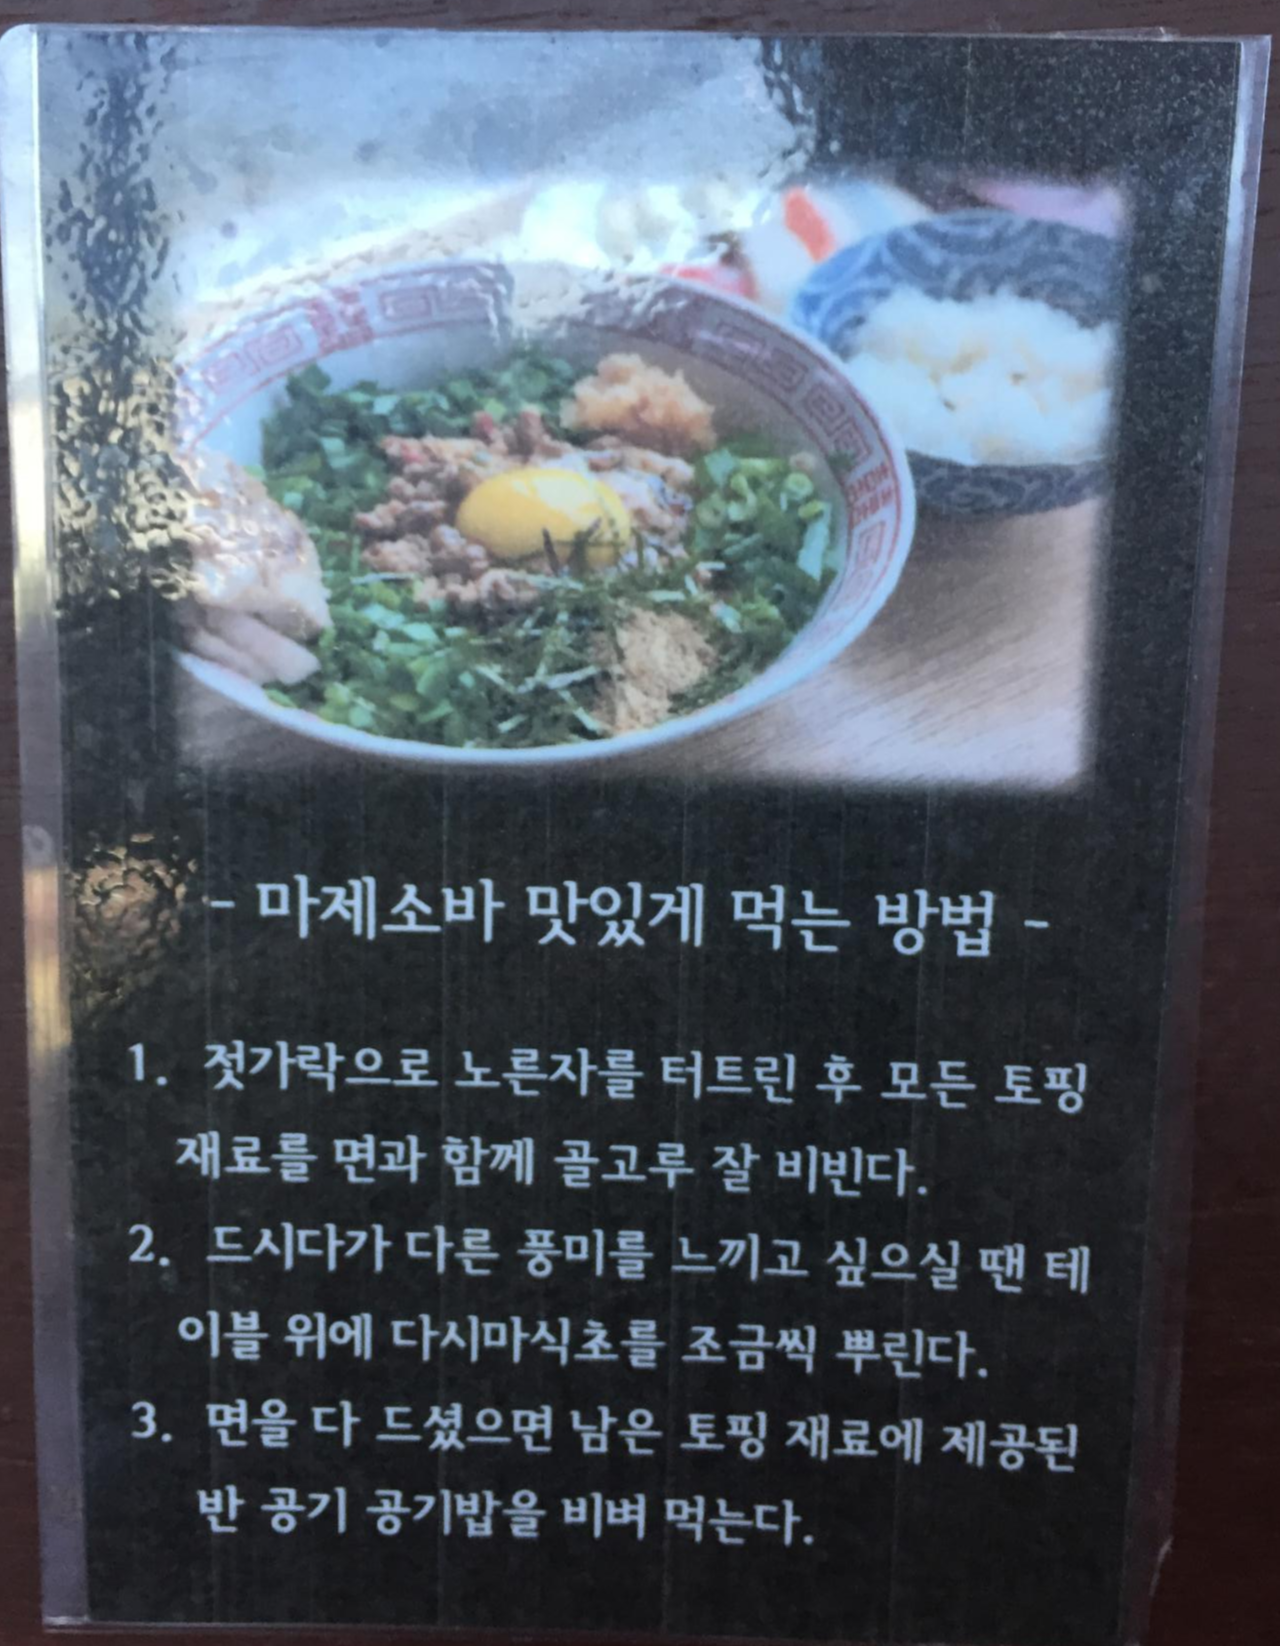 - 마제소바 맛있게 먹는 방법 -
1. 젓가락으로 노른자를 터트린 후 모든 토핑
재료를 면과 함께 골고루 잘 비빈다.
2. 드시다가 다른 풍미를 느끼고 싶으실 땐 테
이블 위에 다시마식초를 조금씩 뿌린다.
3. 면을 다 드셨으면 남은 토핑 재료에 제공된
반 공기 공기밥을 비벼 먹는다.